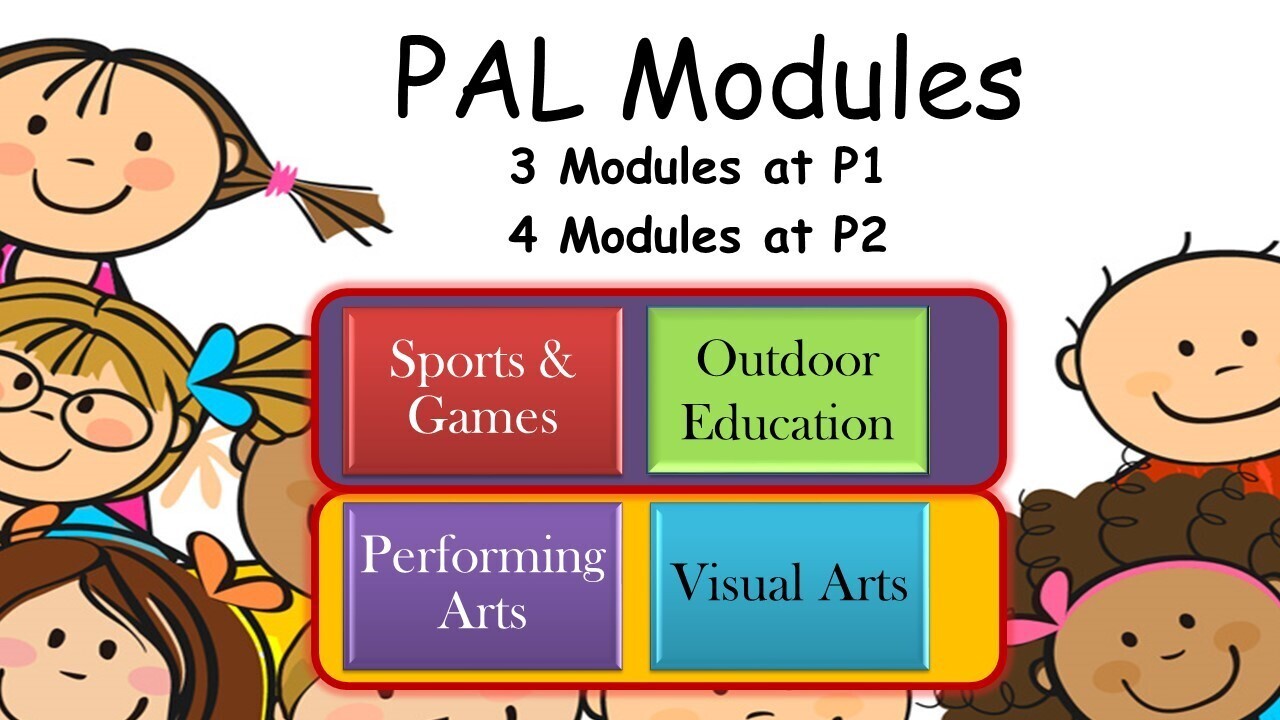 PAL Modules
3 Modules at P1
4 Modules at P2
Sports &
Games
Outdoor
Education
Performing
Arts
Visual Arts